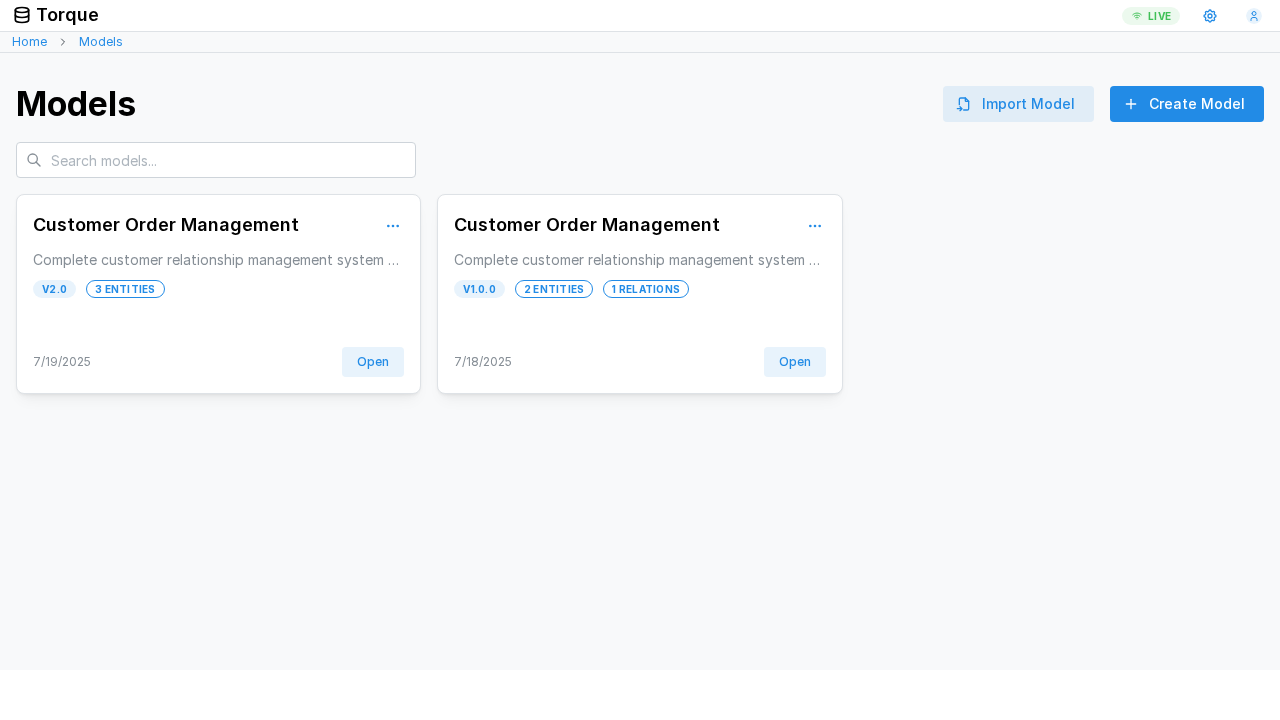 Torque
LIVE
Home
Models
Models
Import Model
Create Model
Search models...
Customer Order Management
Complete customer relationship management system ...
V2.0
3 ENTITIES
7/19/2025
Open
Customer Order Management
Complete customer relationship management system ...
V1.0.0
2 ENTITIES
1 RELATIONS
7/18/2025
Open